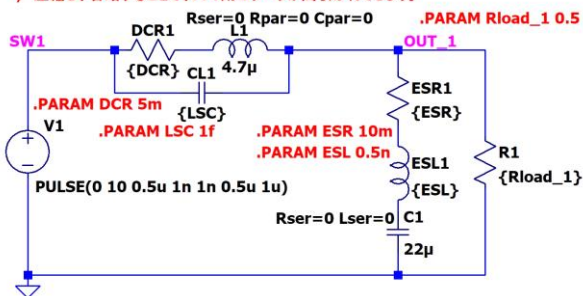 Rser=0 Rpar=0 Cpar=0
.PARAM Rload_1 0.5
SW1
DCR1
L1
OUT_1
{DCR}
4.7µ
CL1
{LSC}
ESR1
{ESR}
.PARAM DCR 5m
.PARAM LSC 1f
.PARAM ESR 10m
.PARAM ESL 0.5n
V1
ESL1
{ESL}
R1
{Rload_1}
PULSE(0 10 0.5u 1n 1n 0.5u 1u)
Rser=0 Lser=0
C1
22µ